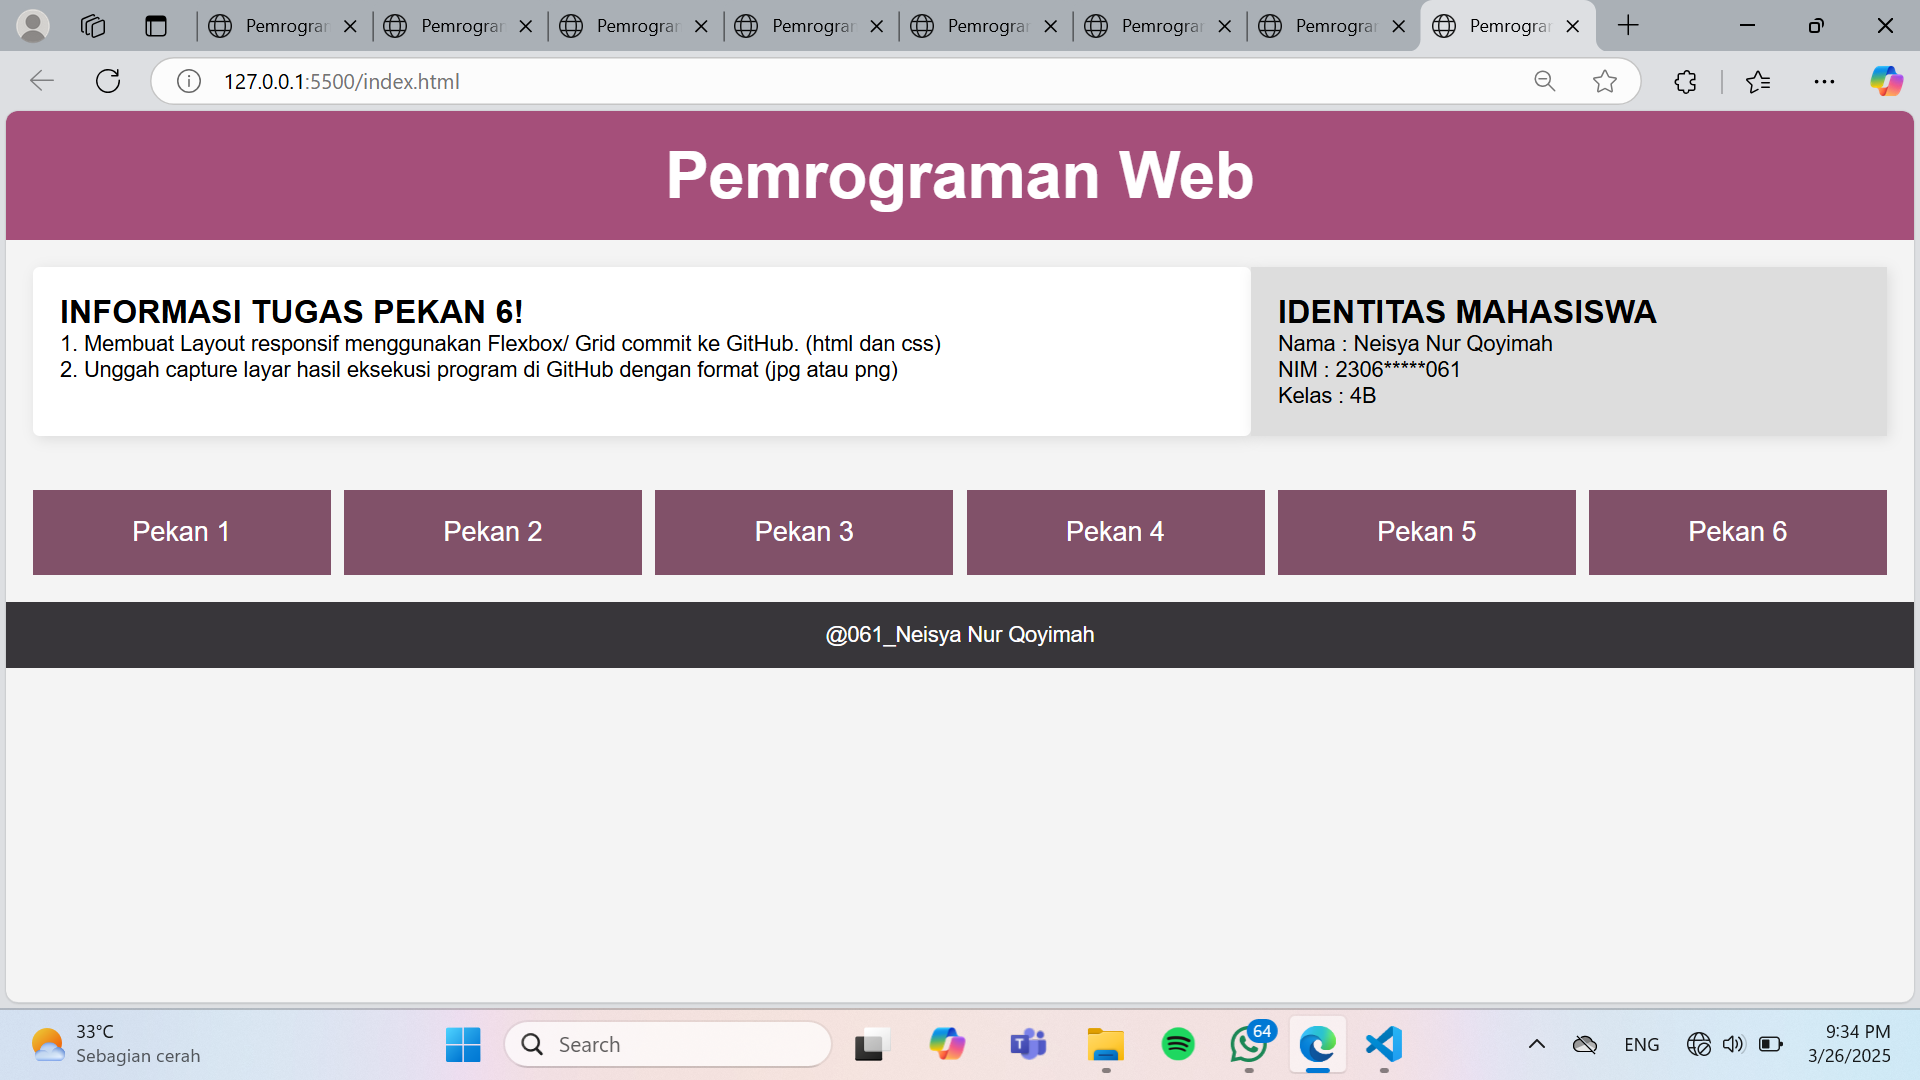 Pemrogran
Pemrogran
Pemrogran
Pemrogran
Pemrogran
Pemrogran
Pemrogran
Pemrogran
127.0.0.1:5500/index.html
Pemrograman Web
INFORMASI TUGAS PEKAN 6!
1. Membuat Layout responsif menggunakan Flexbox/ Grid commit ke GitHub. (html dan css)
2. Unggah capture layar hasil eksekusi program di GitHub dengan format (jpg atau png)
IDENTITAS MAHASISWA
Nama : Neisya Nur Qoyimah
NIM : 2306*****061
Kelas : 4B
Pekan 1
Pekan 2
Pekan 3
Pekan 4
Pekan 5
Pekan 6
@061_Neisya Nur Qoyimah
33°C
Sebagian cerah
Search
64
ENG
9:34 PM
3/26/2025